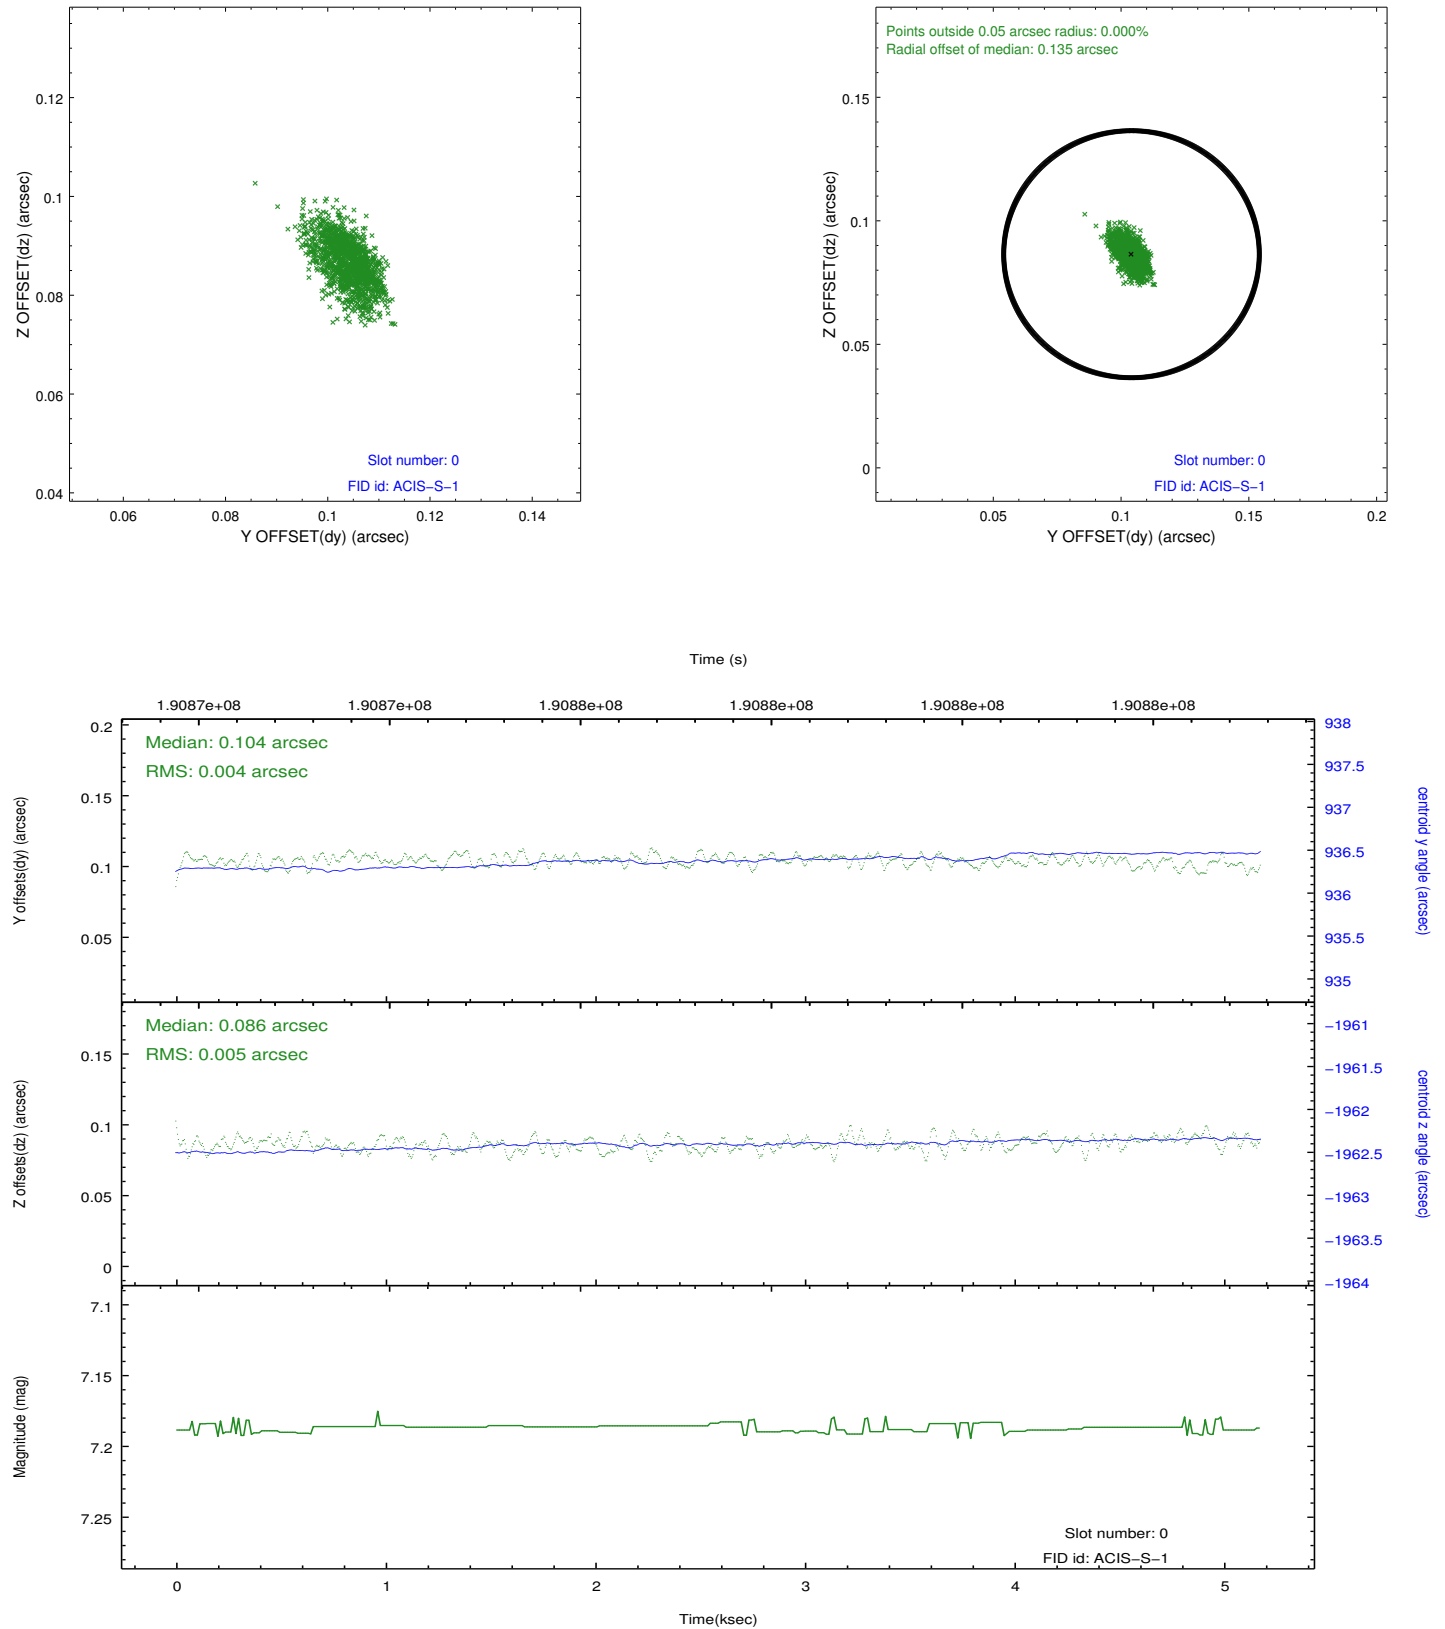 0.12
0.1
0.08
0.06
0.04
Z OFFSET(dz) (arcsec)
Slot number: 0
FID id: ACIS−S−1
0.06 0.08 0.1 0.12 0.14
Y OFFSET(dy) (arcsec)
Points outside 0.05 arcsec radius: 0.000%
Radial offset of median: 0.135 arcsec
0.15
0.1
0.05
0
Z OFFSET(dz) (arcsec)
Slot number: 0
FID id: ACIS−S−1
0.05 0.1 0.15 0.2
Y OFFSET(dy) (arcsec)
Time (s)
1.9087e+08 1.9087e+08 1.9088e+08 1.9088e+08 1.9088e+08 1.9088e+08
Median: 0.104 arcsec
RMS: 0.004 arcsec
0.2
0.15
0.1
0.05
Y offsets(dy) (arcsec)
938
937.5
937
936.5
936
935.5
935
centroid y angle (arcsec)
Median: 0.086 arcsec
RMS: 0.005 arcsec
0.15
0.1
0.05
0
Z offsets(dz) (arcsec)
−1961
−1961.5
−1962
−1962.5
−1963
−1963.5
−1964
centroid z angle (arcsec)
7.1
7.15
7.2
7.25
Magnitude (mag)
Slot number: 0
FID id: ACIS−S−1
0 1 2 3 4 5
Time(ksec)